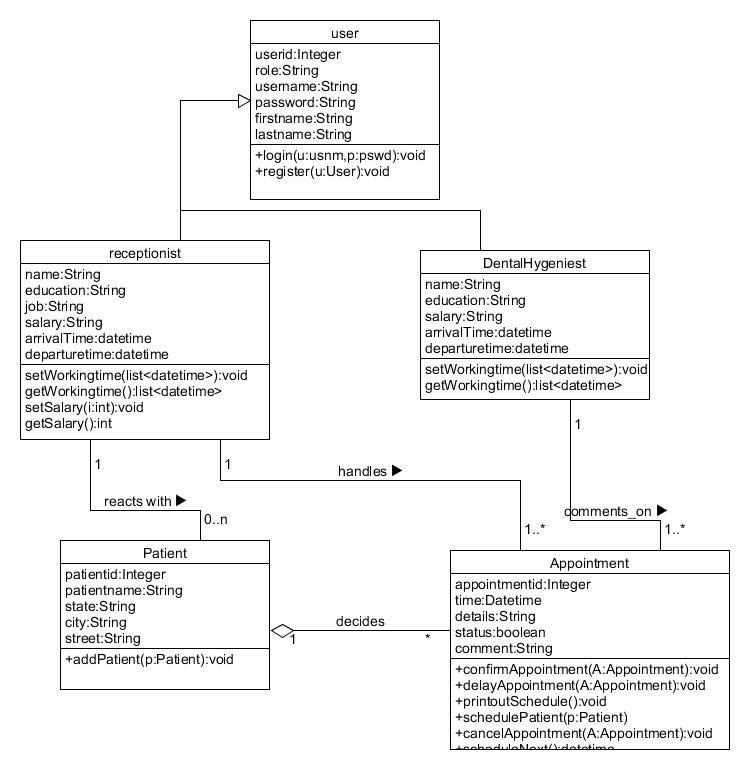 user
userid:Integer
role:String
username:String
password:String
firstname:String
lastname:String
+login(u:usnm,p:pswd):void
+register(u:User):void
receptionist
name:String
education:String
job:String
salary:String
arrivalTime:datetime
departuretime:datetime
setWorkingtime(list<datetime>):void
getWorkingtime():list<datetime>
setSalary(i:int):void
getSalary():int
DentalHygeniest
name:String
education:String
salary:String
arrivalTime:datetime
departuretime:datetime
setWorkingtime(list<datetime>):void
getWorkingtime():list<datetime>
1
1
1
handles ▶
reacts with ▶
comments_on ▶
0..n
1..*
1..*
Patient
patientid:Integer
patientname:String
state:String
city:String
street:String
+addPatient(p:Patient):void
decides
1
*
Appointment
appointmentid:Integer
time:Datetime
details:String
status:boolean
comment:String
+confirmAppointment(A:Appointment):void
+delayAppointment(A:Appointment):void
+printoutSchedule():void
+schedulePatient(p:Patient)
+cancelAppointment(A:Appointment):void
+scheduleNext():datetime